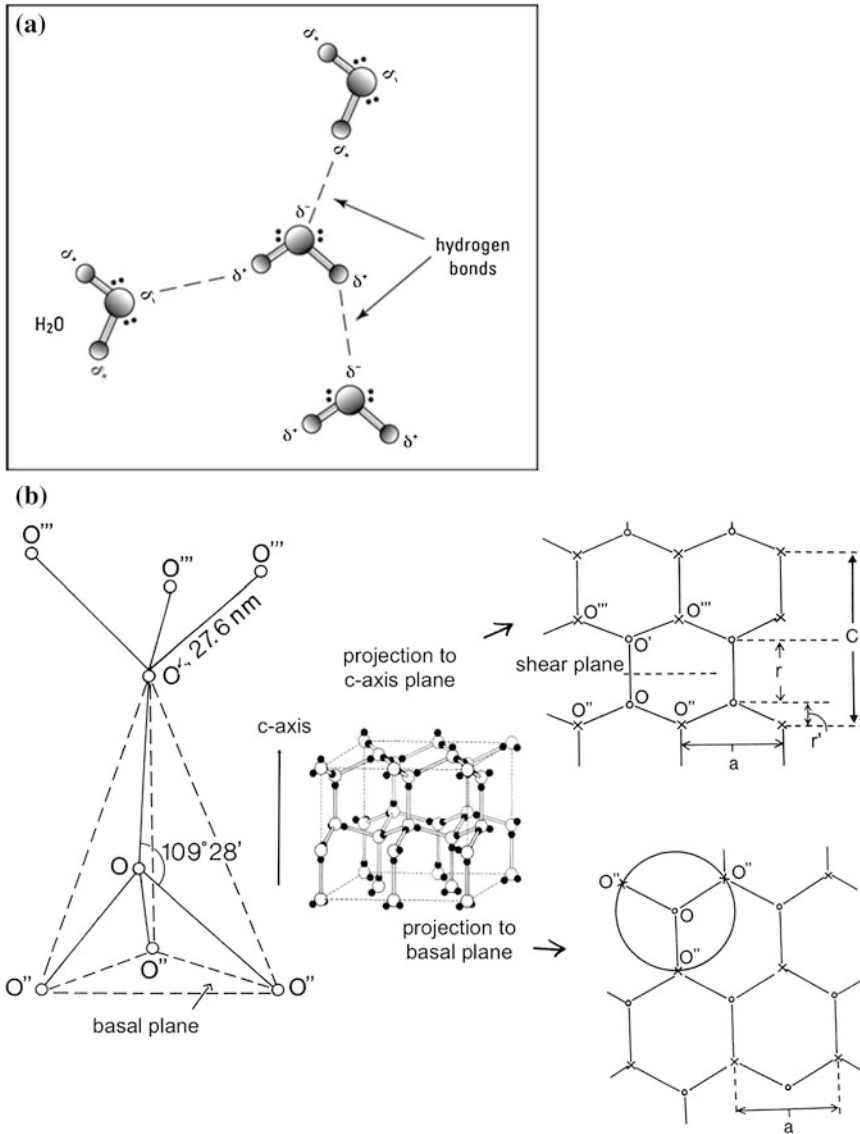 (a)
δ+
δ-
δ+
δ-
hydrogen
bonds
δ+
δ+
δ+
δ-
H2O
δ+
δ-
δ+
δ+
(b)
O'''
O'''
O'''
O'
27.6 nm
O
109°28'
O''
O''
O''
basal plane
c-axis
projection to
c-axis plane
projection to
basal plane
O'''
O'''
O'
shear plane
O
O''
O''
r
r'
C
a
O''
O''
O
O''
a